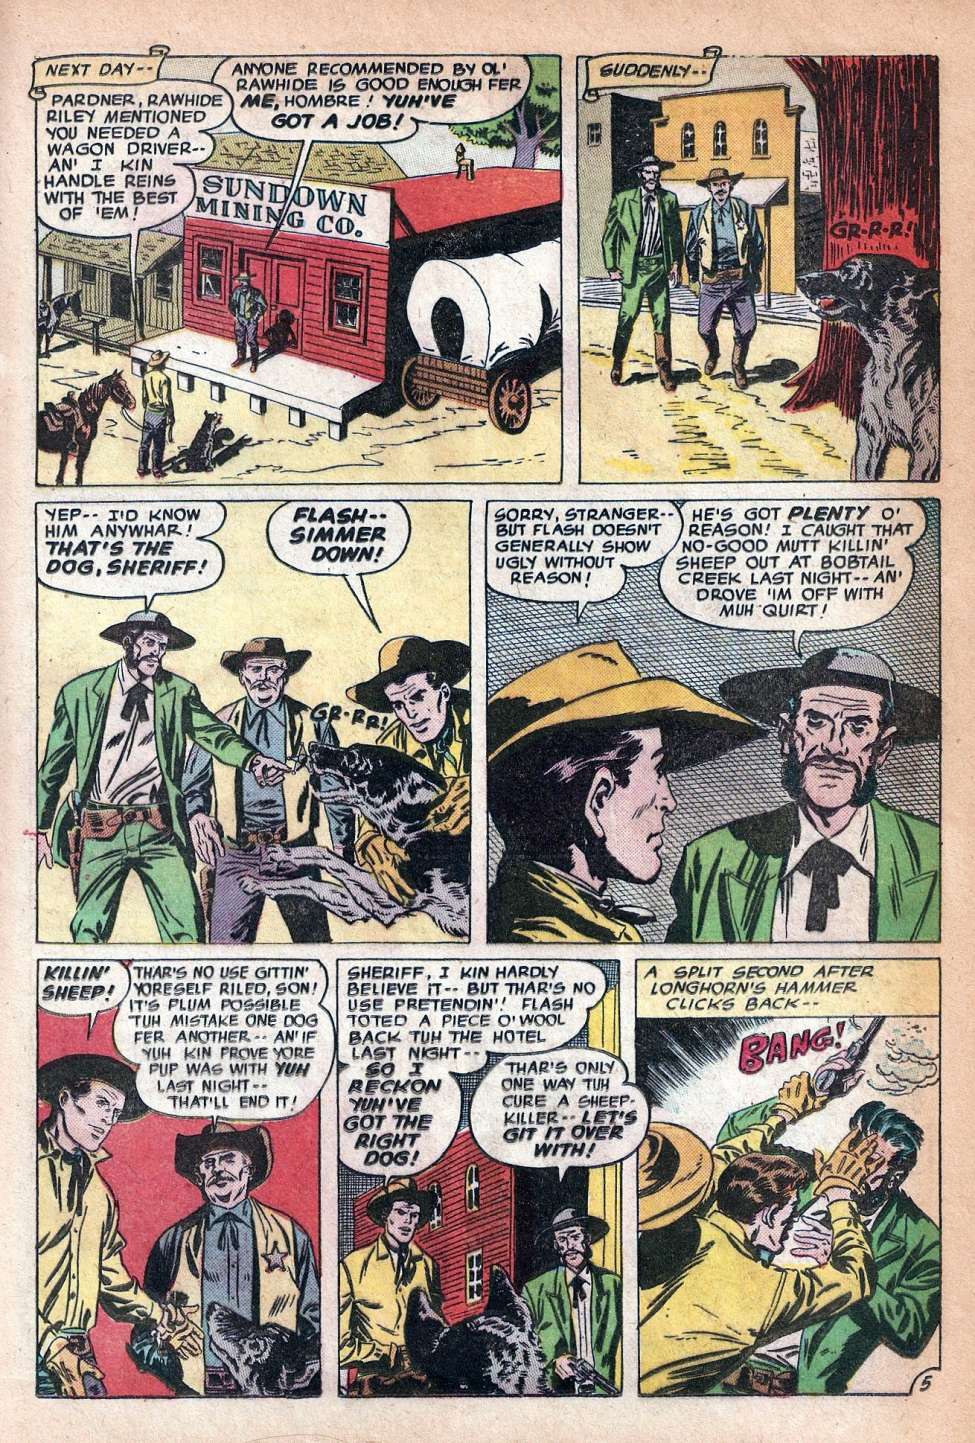 NEXT DAY--
PARDNER, RAWHIDE
RILEY MENTIONED
YOU NEEDED A
WAGON DRIVER--
AN' I KIN
HANDLE REINS
WITH THE BEST
OF 'EM!
ANYONE RECOMMENDED BY OL'
RAWHIDE IS GOOD ENOUGH FER
ME, HOMBRE! YUH'VE
GOT A JOB!
SUNDOWN
MINING CO.
SUDDENLY--
GR-R-R!
YEP-- I'D KNOW
HIM ANYWHAR!
THAT'S THE
DOG, SHERIFF!
FLASH--
SIMMER
DOWN!
GR-RR!
SORRY, STRANGER--
BUT FLASH DOESN'T
GENERALLY SHOW
UGLY WITHOUT
REASON!
HE'S GOT PLENTY O'
REASON! I CAUGHT THAT
NO-GOOD MUTT KILLIN'
SHEEP OUT AT BOBTAIL
CREEK LAST NIGHT-- AN'
DROVE 'IM OFF WITH
MUH QUIRT!
KILLIN'
SHEEP!
THAR'S NO USE GITTIN'
YORESELF RILED, SON!
IT'S PLUM POSSIBLE
TUH MISTAKE ONE DOG
FER ANOTHER-- AN' IF
YUH KIN PROVE YORE
PUP WAS WITH YUH
LAST NIGHT--
THAT'LL END IT!
SHERIFF, I KIN HARDLY
BELIEVE IT-- BUT THAR'S NO
USE PRETENDIN'! FLASH
TOTED A PIECE O' WOOL
BACK TUH THE HOTEL
LAST NIGHT--
SO I
RECKON
YUH'VE
GOT THE
RIGHT
DOG!
THAR'S ONLY
ONE WAY TUH
CURE A SHEEP-
KILLER-- LET'S
GIT IT OVER
WITH!
A SPLIT SECOND AFTER
LONGHORN'S HAMMER
CLICKS BACK--
BANG!
5